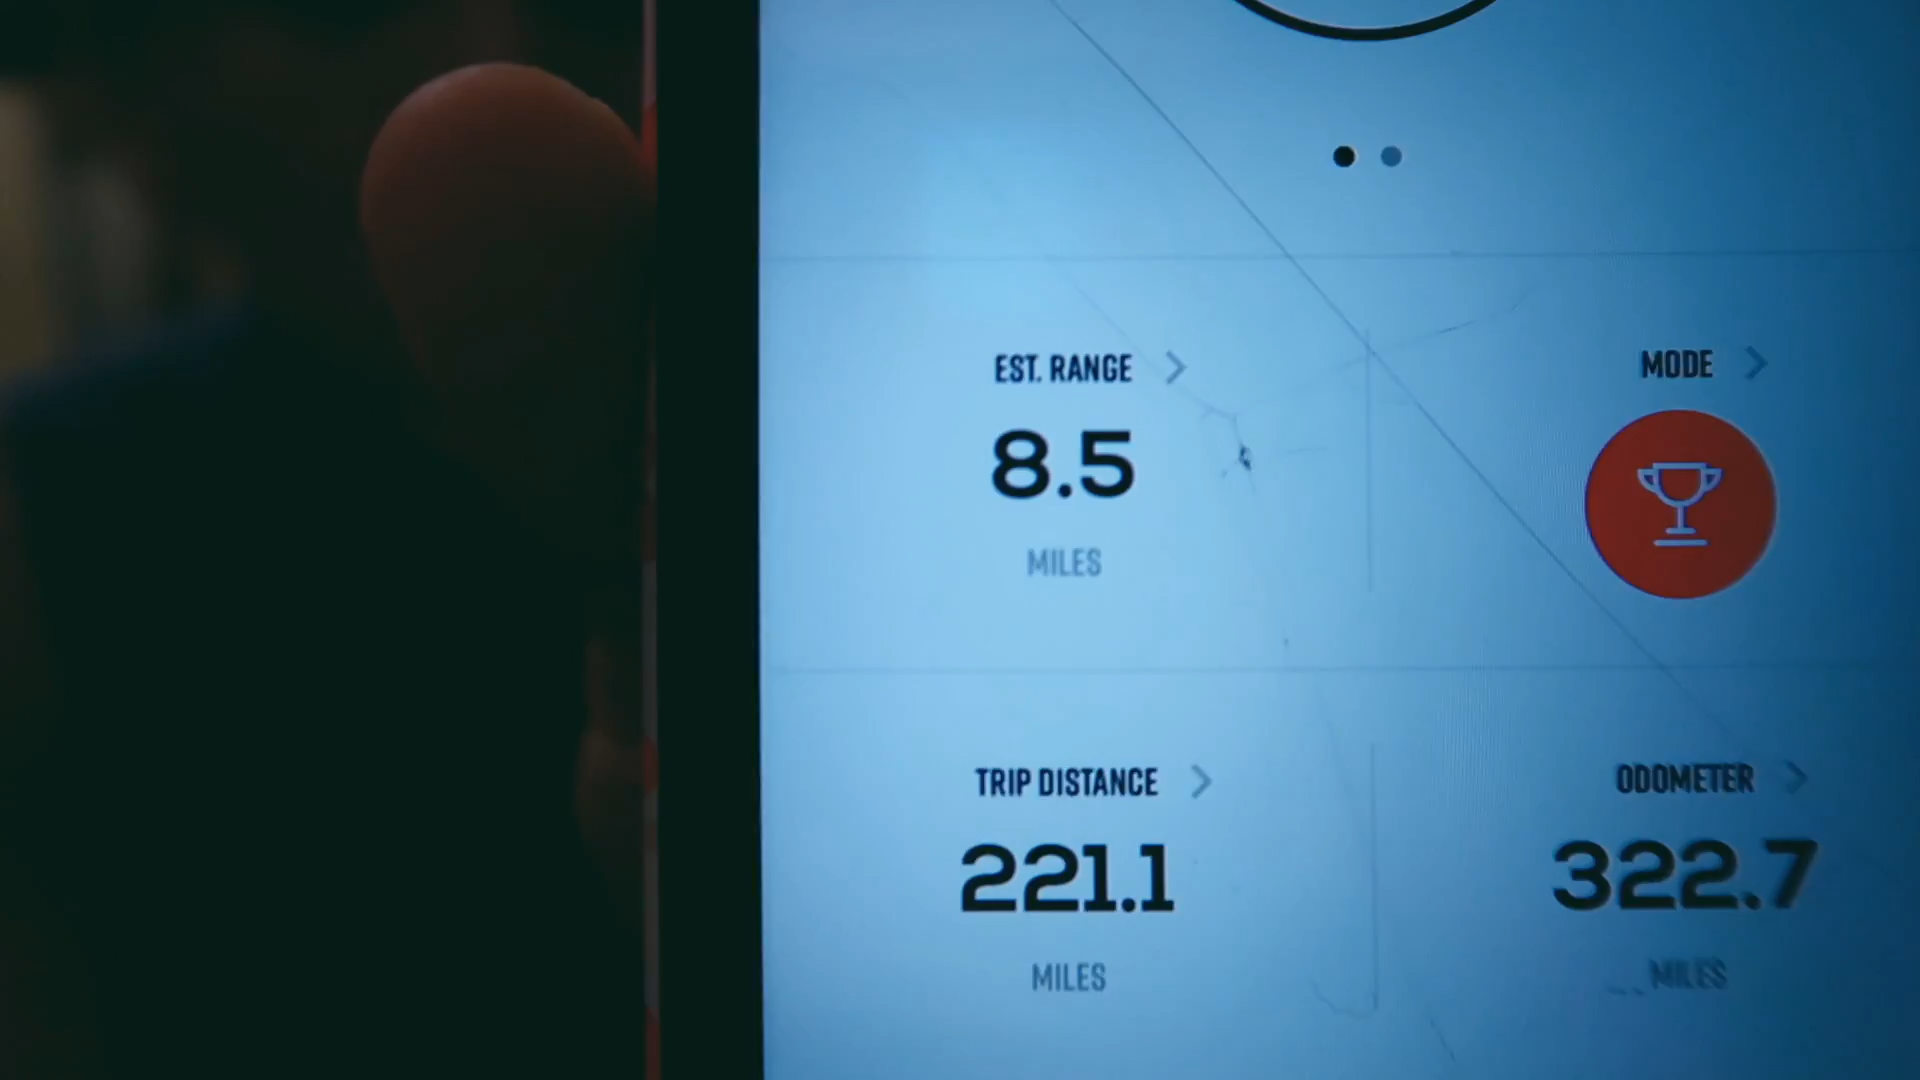 EST. RANGE
8.5
MILES
MODE
TRIP DISTANCE
221.1
MILES
ODOMETER
322.7
MILES